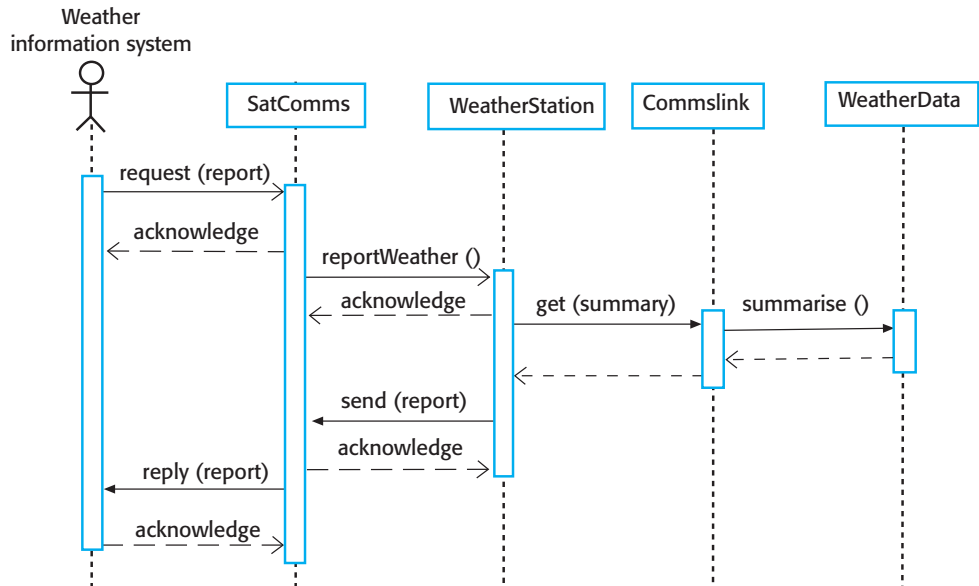 Weather
information system
SatComms
WeatherStation
Commslink
WeatherData
request (report)
acknowledge
reportWeather ()
acknowledge
get (summary)
summarise ()
send (report)
acknowledge
reply (report)
acknowledge